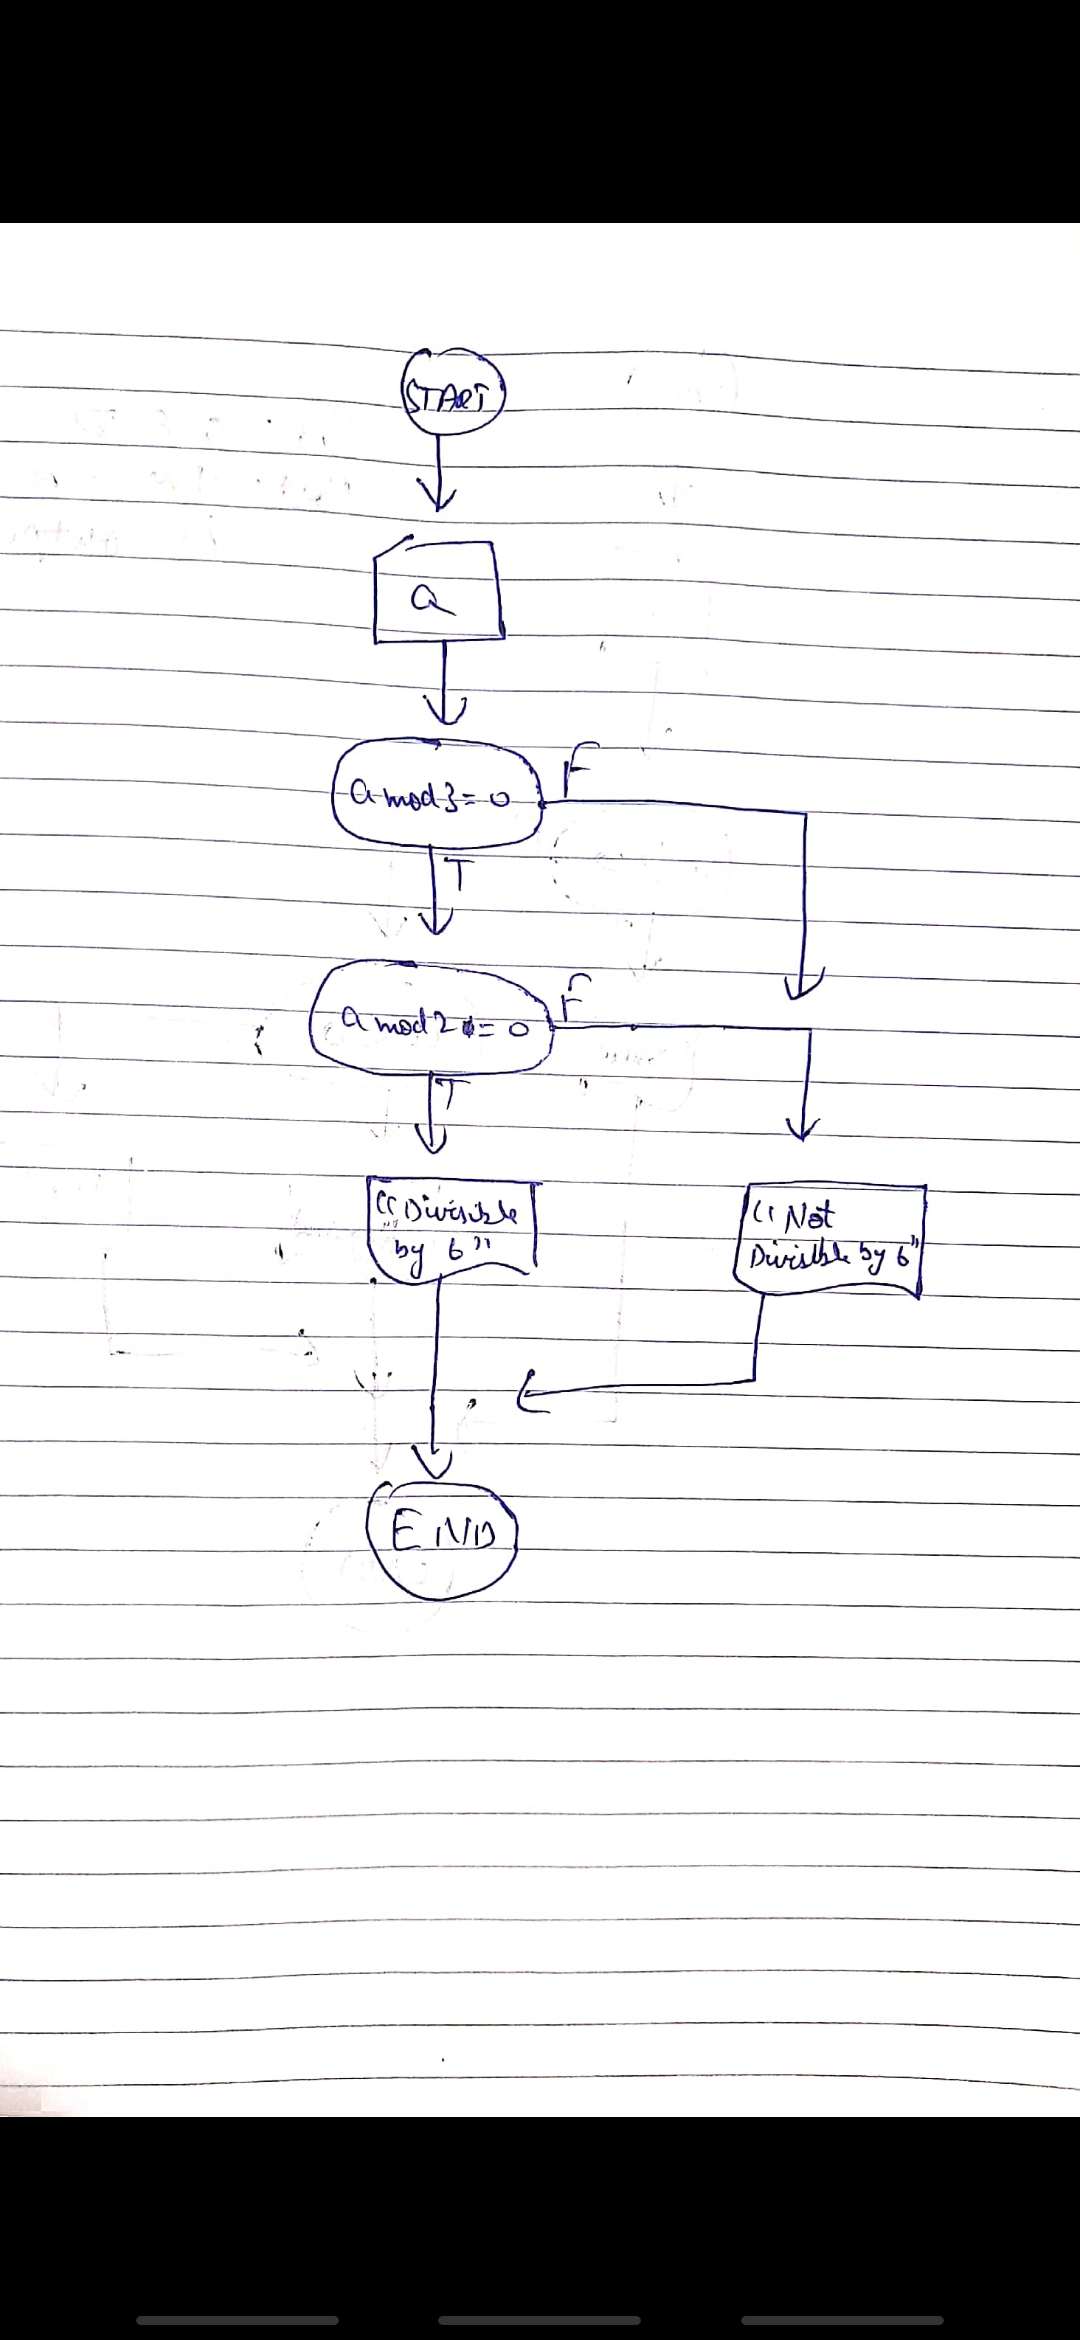 START
a
a mod 3 = 0
F
T
a mod 2 = 0
F
T
"Divisible
by 6"
"Not
Divisible by 6"
END